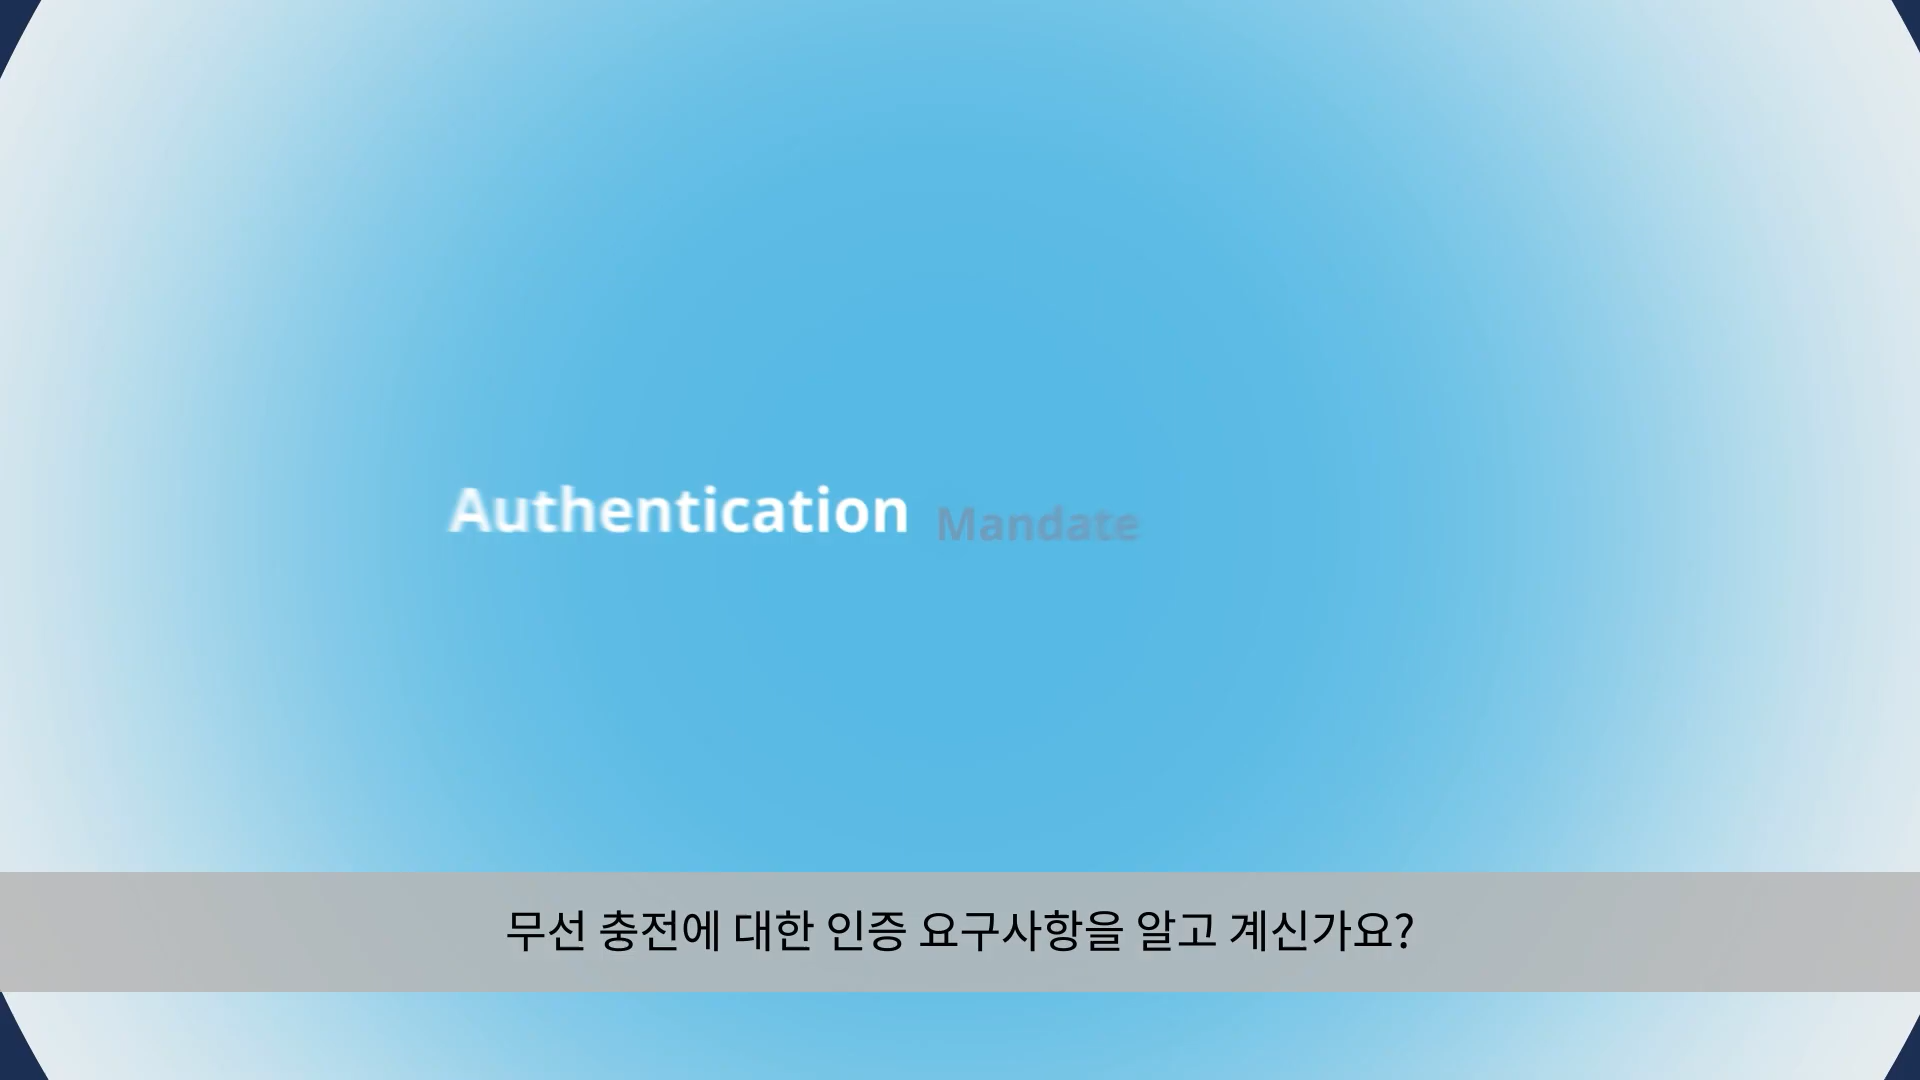 Authentication Mandate
무선 충전에 대한 인증 요구사항을 알고 계신가요?